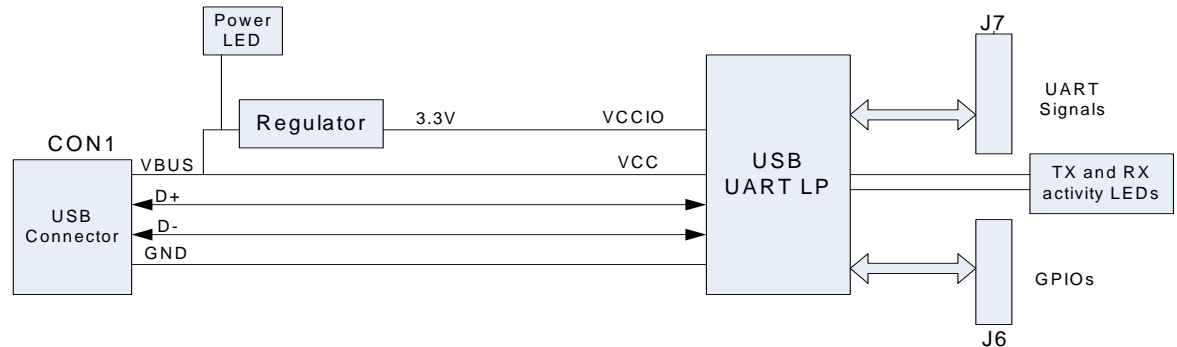 Power
LED
J7
UART
Signals
Regulator
3.3V
VCCIO
CON1
VBUS
VCC
USB
UART LP
TX and RX
activity LEDs
D+
USB
Connector
D-
GND
GPIOs
J6